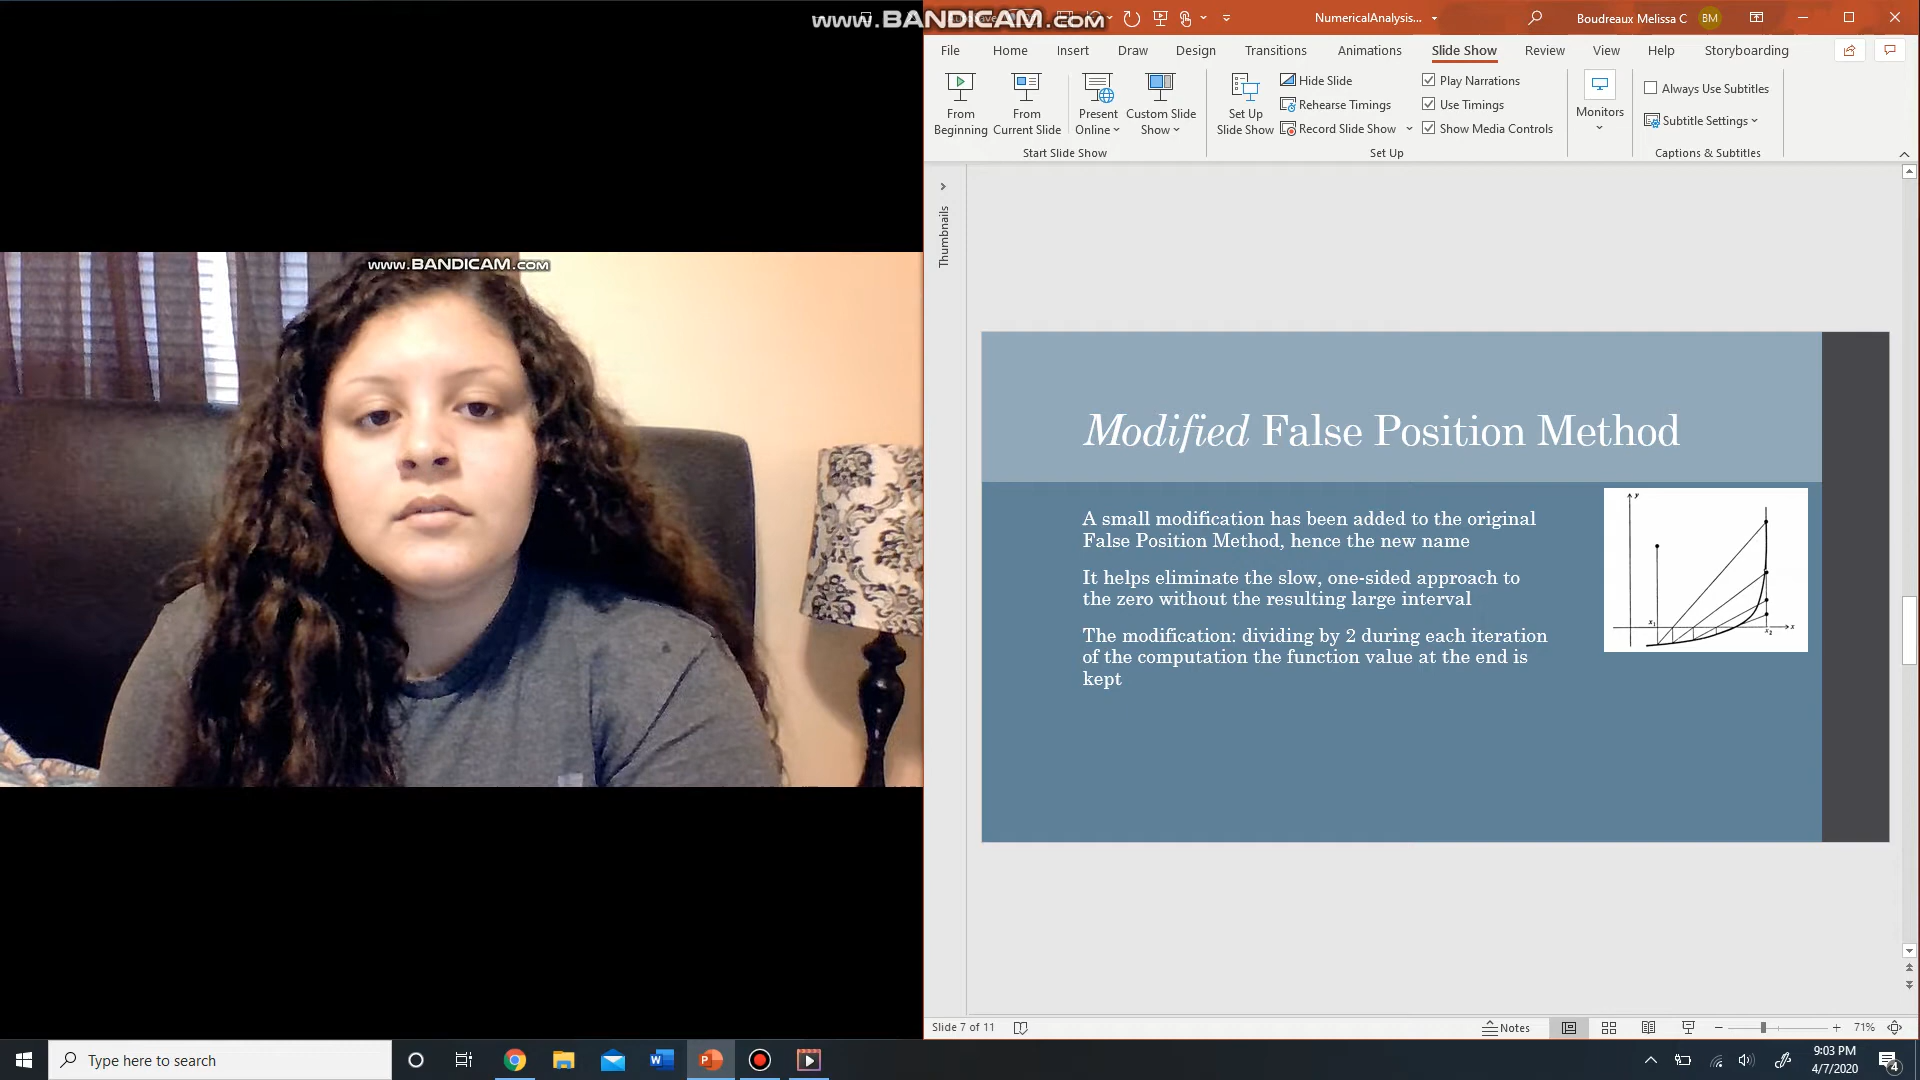 www.BANDICAM.com
NumericalAnalysis...
Boudreaux Melissa C
BM
File
Home
Insert
Draw
Design
Transitions
Animations
Slide Show
Review
View
Help
Storyboarding
From Beginning
From Current Slide
Present Online
Custom Slide Show
Set Up Slide Show
Hide Slide
Rehearse Timings
Record Slide Show
Play Narrations
Use Timings
Show Media Controls
Monitors
Always Use Subtitles
Subtitle Settings
Start Slide Show
Set Up
Captions & Subtitles
Thumbnails
www.BANDICAM.com
Modified False Position Method
A small modification has been added to the original
False Position Method, hence the new name
It helps eliminate the slow, one-sided approach to
the zero without the resulting large interval
The modification: dividing by 2 during each iteration
of the computation the function value at the end is
kept
y
x1
x2
x
Slide 7 of 11
Notes
71%
Type here to search
9:03 PM
4/7/2020
4